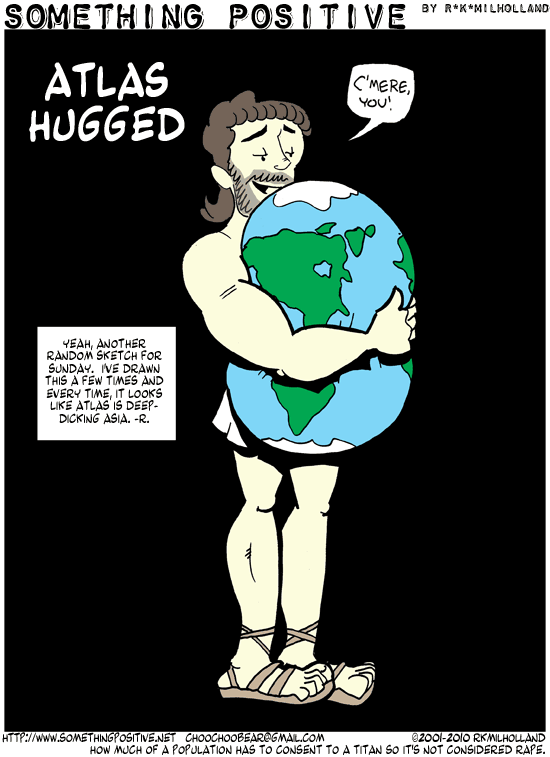 SOMETHING POSITIVE BY R*K*MILHOLLAND
ATLAS
HUGGED
C'MERE,
YOU!
YEAH, ANOTHER
RANDOM SKETCH FOR
SUNDAY. I'VE DRAWN
THIS A FEW TIMES AND
EVERY TIME, IT LOOKS
LIKE ATLAS IS DEEP-
DICKING ASIA. -R.
HTTP://WWW.SOMETHINGPOSITIVE.NET CHOOCHOOBEAR@GMAIL.COM ©2001-2010 RKMILHOLLAND
HOW MUCH OF A POPULATION HAS TO CONSENT TO A TITAN SO IT'S NOT CONSIDERED RAPE.